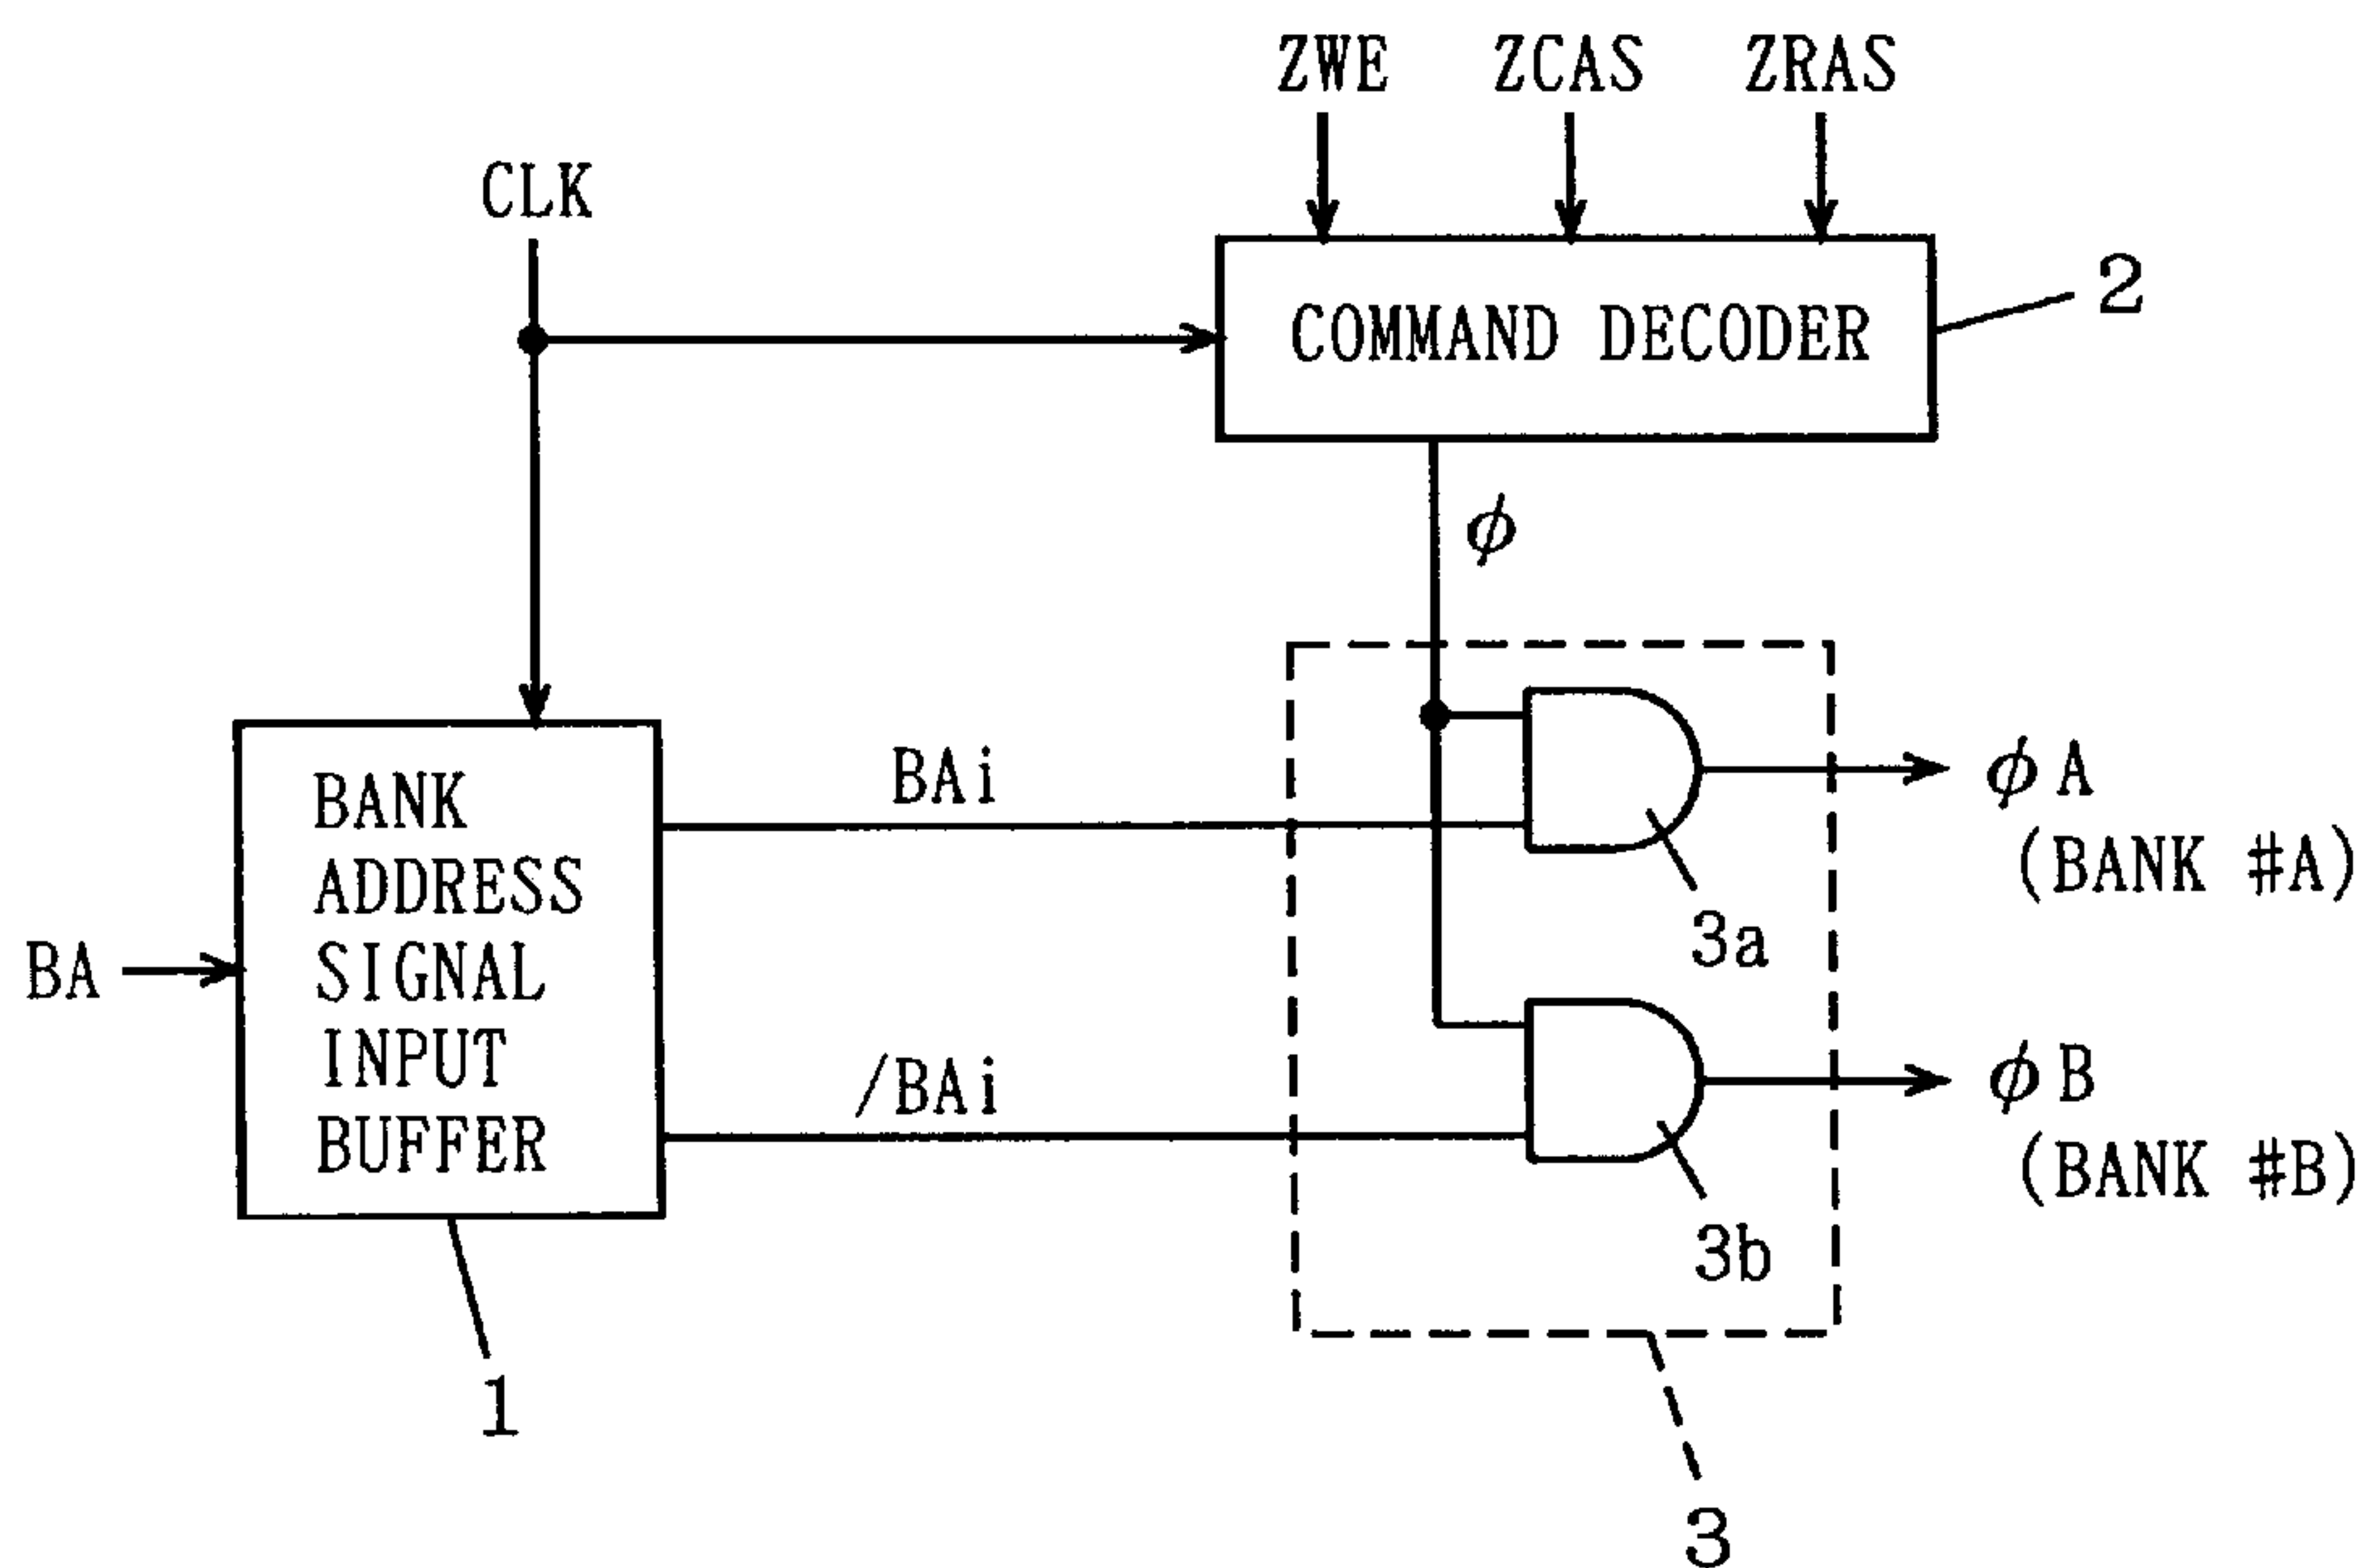 ZWE ZCAS ZRAS
CLK
COMMAND DECODER
2
ϕ
BANK
ADDRESS
SIGNAL
INPUT
BUFFER
BA
1
BAi
/BAi
ϕA
(BANK #A)
3a
ϕB
(BANK #B)
3b
3